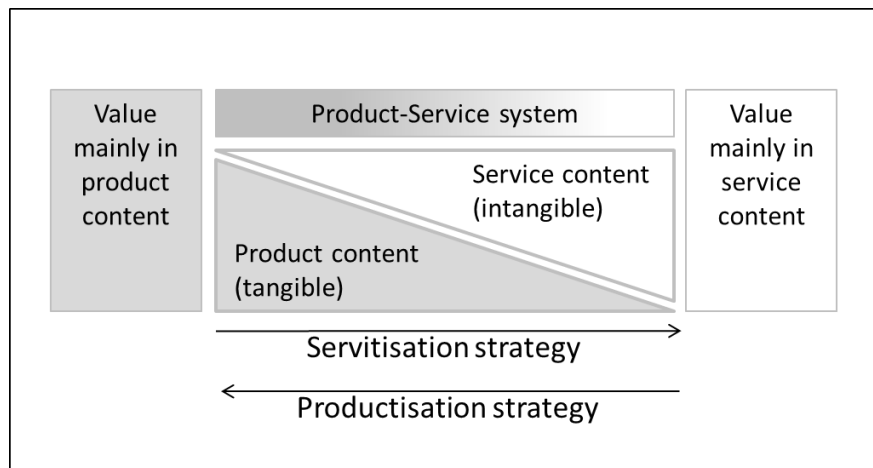 Value
mainly in
product
content
Product-Service system
Service content
(intangible)
Product content
(tangible)
Value
mainly in
service
content
Servitisation strategy
Productisation strategy